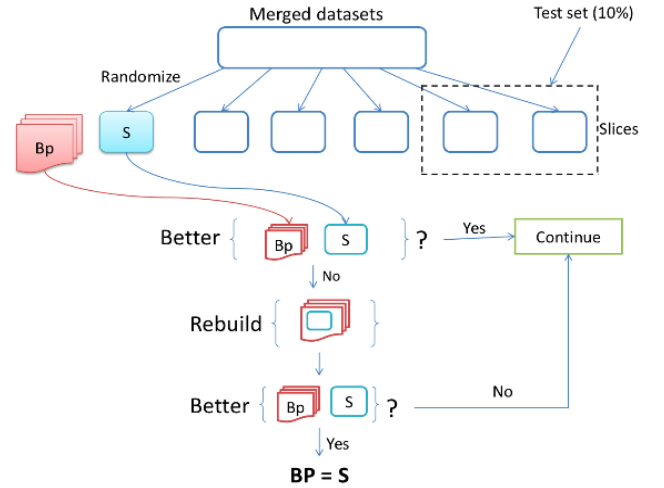 Merged datasets
Test set (10%)
Randomize
Bp
S
Slices
Better { Bp S } ?
Yes
Continue
No
Rebuild { }
Better { Bp S } ?
No
Yes
BP = S